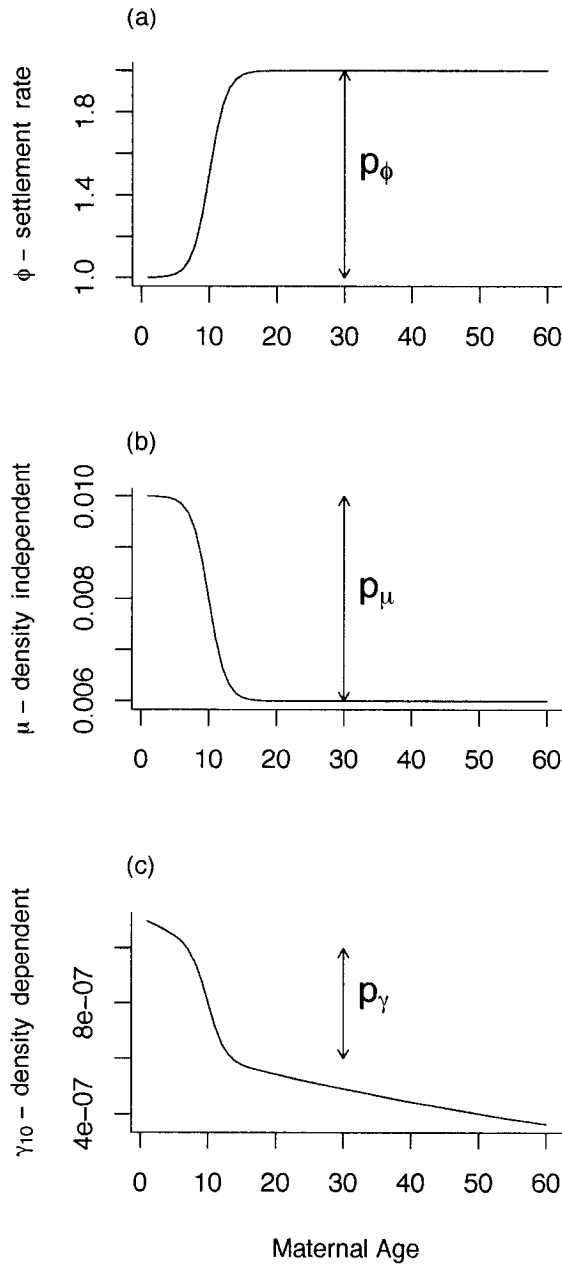 (a)
ϕ – settlement rate
1.0 1.4 1.8
pϕ
0 10 20 30 40 50 60
(b)
μ – density independent
0.006 0.008 0.010
pμ
0 10 20 30 40 50 60
(c)
γ10 – density dependent
4e−07 8e−07
pγ
0 10 20 30 40 50 60
Maternal Age